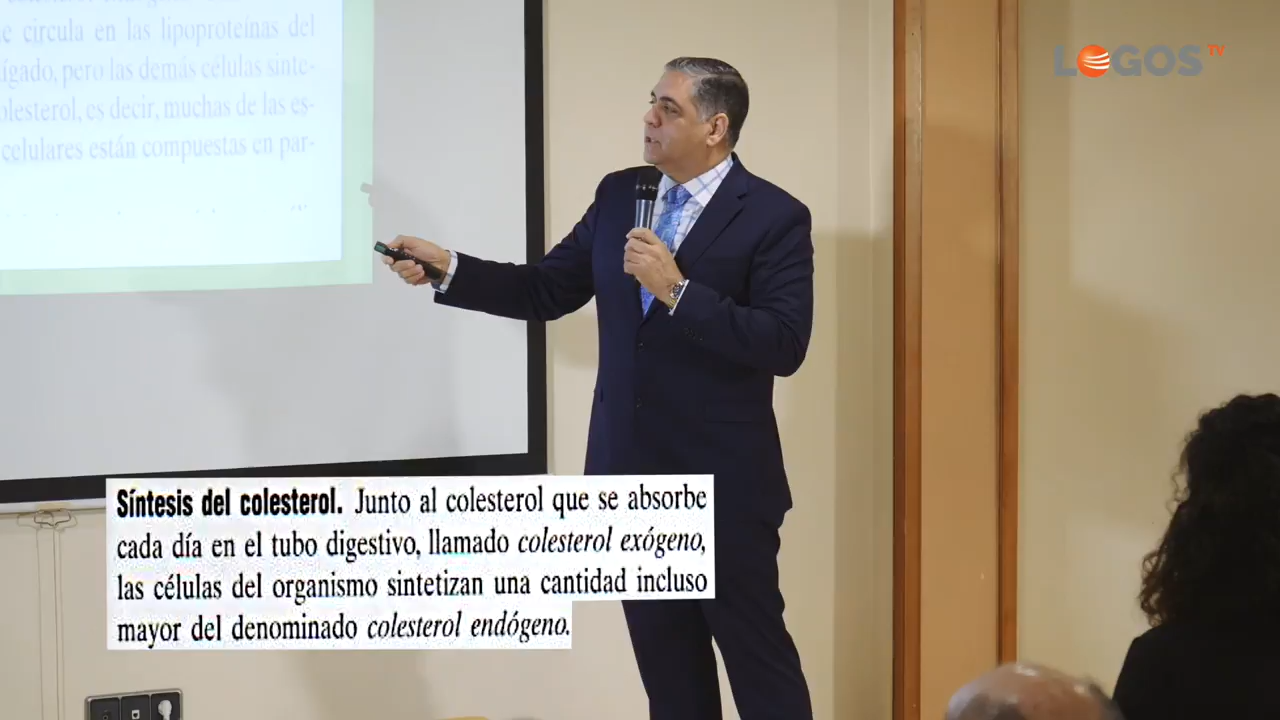 e circula en las lipoproteínas del
ígado, pero las demás células sinte-
olesterol, es decir, muchas de las es-
celulares están compuestas en par-
LOGOS TV
Síntesis del colesterol. Junto al colesterol que se absorbe
cada día en el tubo digestivo, llamado colesterol exógeno,
las células del organismo sintetizan una cantidad incluso
mayor del denominado colesterol endógeno.